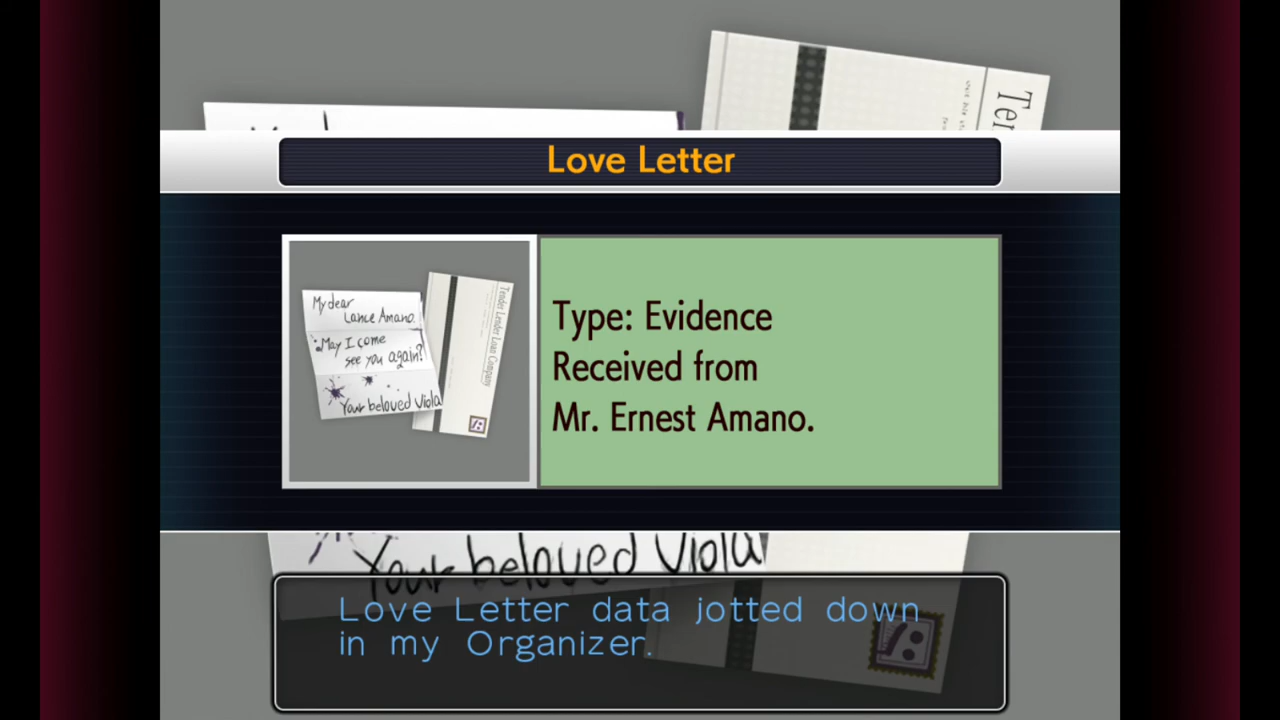 Love Letter
My dear
Lance Amano.
May I come
see you again?
Your beloved Viola
Tender Lender Loan Company
Type: Evidence
Received from
Mr. Ernest Amano.
Your beloved Viola
Love Letter data jotted down
in my Organizer.